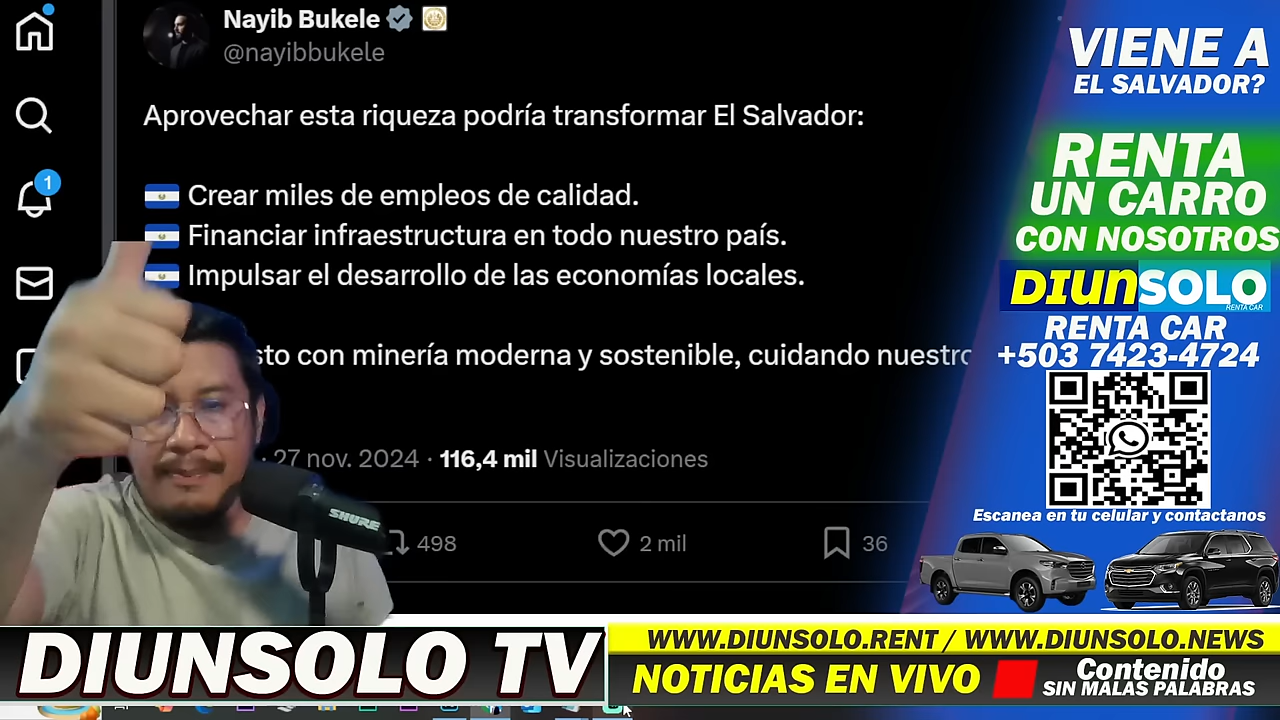 Nayib Bukele
@nayibbukele
Aprovechar esta riqueza podría transformar El Salvador:
Crear miles de empleos de calidad.
Financiar infraestructura en todo nuestro país.
Impulsar el desarrollo de las economías locales.
con minería moderna y sostenible, cuidando
27 nov. 2024 · 116,4 mil Visualizaciones
498 2 mil 36
1
SHURE
VIENE A
EL SALVADOR?
RENTA
UN CARRO
CON NOSOTROS
DIUNSOLO
RENTA CAR
RENTA CAR
+503 7423-4724
Escanea en tu celular y contactanos
DIUNSOLO TV
WWW.DIUNSOLO.RENT / WWW.DIUNSOLO.NEWS
NOTICIAS EN VIVO
Contenido
SIN MALAS PALABRAS